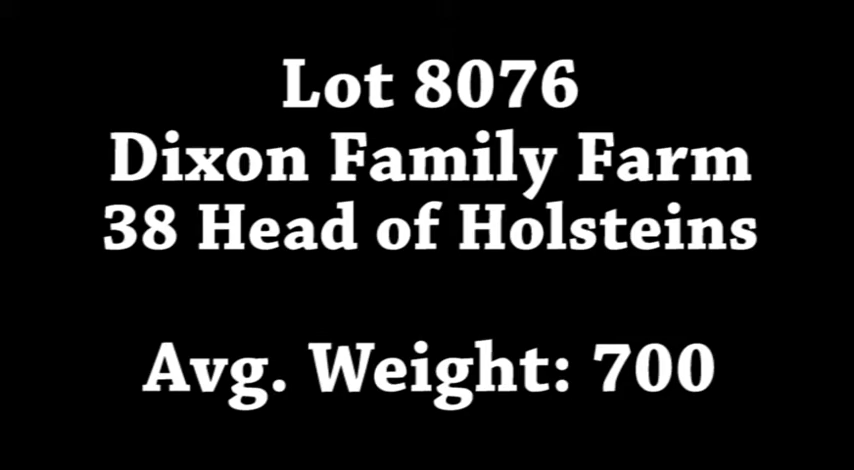 Lot 8076
Dixon Family Farm
38 Head of Holsteins
Avg. Weight: 700